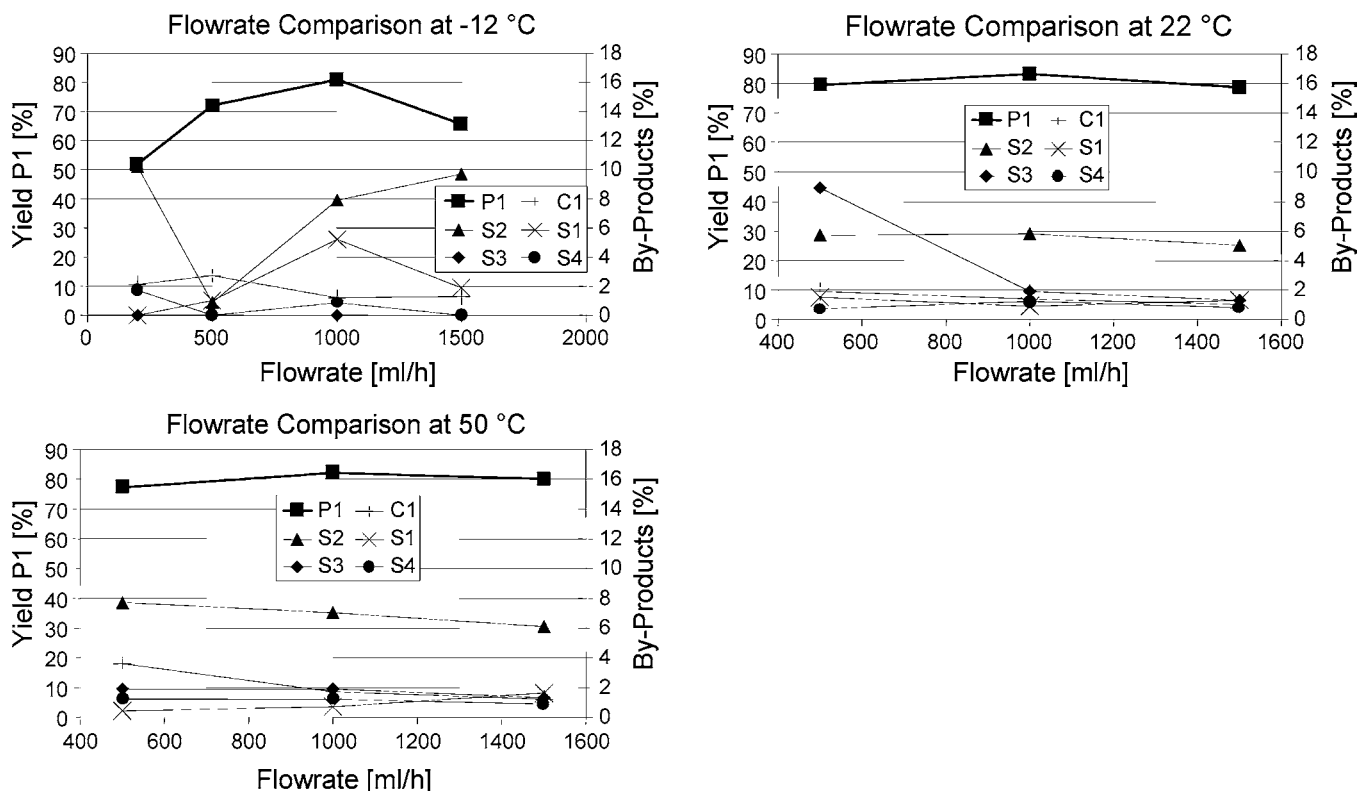 Flowrate Comparison at -12 °C
Yield P1 [%]
90
80
70
60
50
40
30
20
10
0
18
16
14
12
10
8
6
4
2
0
By-Products [%]
P1 C1
S2 S1
S3 S4
0 500 1000 1500 2000
Flowrate [ml/h]
Flowrate Comparison at 22 °C
Yield P1 [%]
90
80
70
60
50
40
30
20
10
0
18
16
14
12
10
8
6
4
2
0
By-Products [%]
P1 C1
S2 S1
S3 S4
400 600 800 1000 1200 1400 1600
Flowrate [ml/h]
Flowrate Comparison at 50 °C
Yield P1 [%]
90
80
70
60
50
40
30
20
10
0
18
16
14
12
10
8
6
4
2
0
By-Products [%]
P1 C1
S2 S1
S3 S4
400 600 800 1000 1200 1400 1600
Flowrate [ml/h]